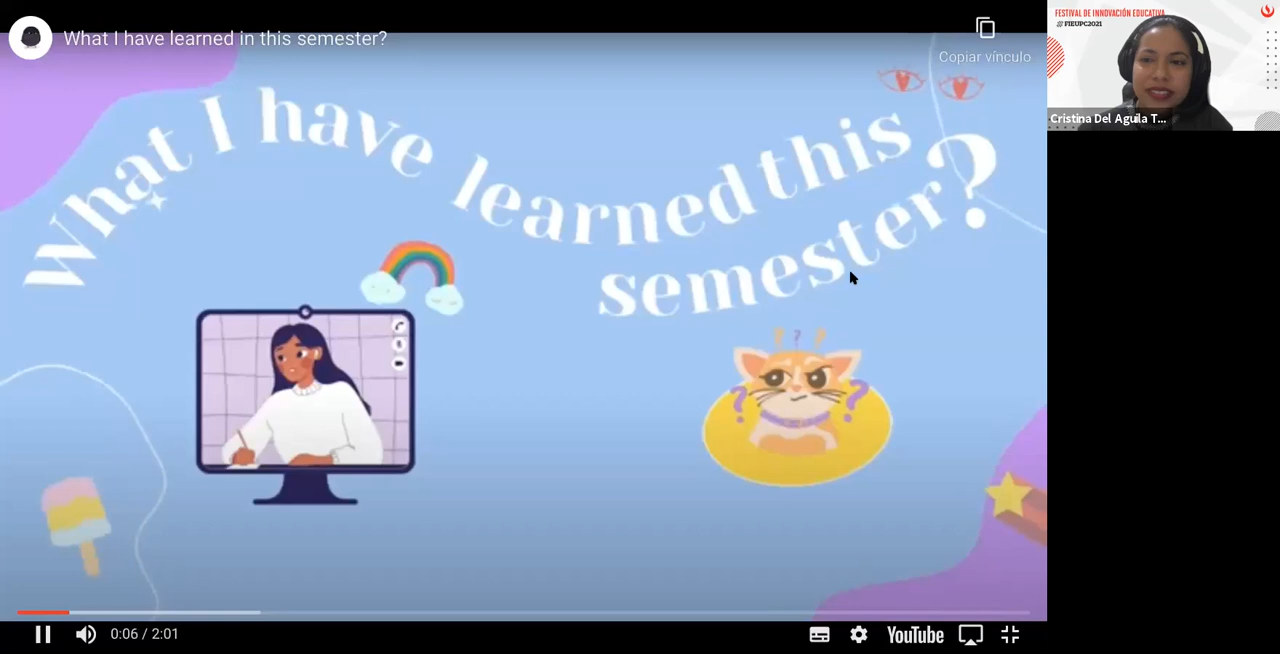 What I have learned in this semester?
Copiar vínculo
What I have learned this
semester?
? ? ?
? ?
0:06 / 2:01
YouTube
FESTIVAL DE INNOVACIÓN EDUCATIVA
# FIEUPC2021
Cristina Del Aguila T...